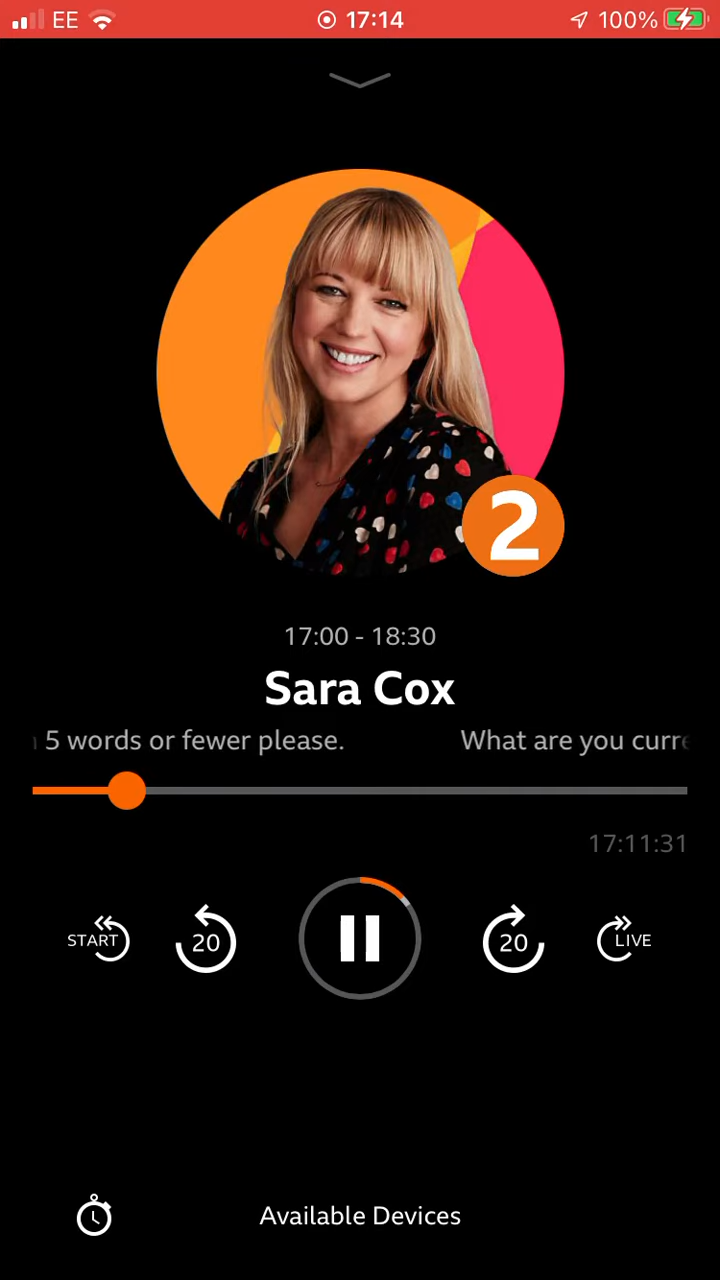 EE 17:14 100%
2
17:00 - 18:30
Sara Cox
5 words or fewer please. What are you
17:11:31
START 20 20 LIVE
Available Devices